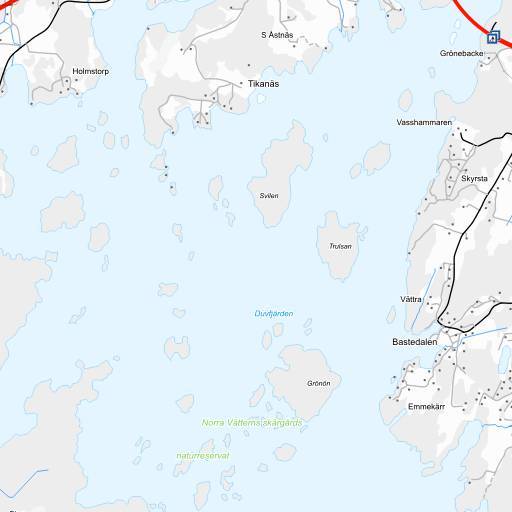 S Åstnäs
Grönebacke
Holmstorp
Tikanäs
Vasshammaren
Skyrsta
Svilen
Trulsan
Vättra
Duvfjärden
Bastedalen
Grönön
Emmekärr
Norra Vätterns skärgårds
naturreservat